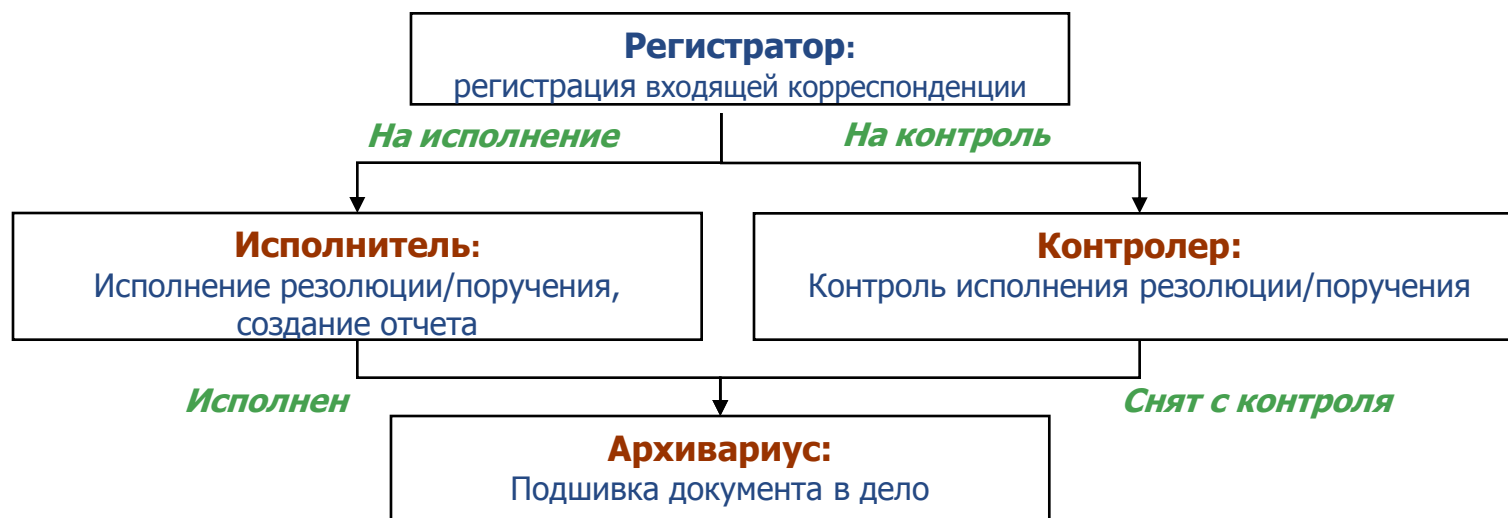 Регистратор:
регистрация входящей корреспонденции
На исполнение
На контроль
Исполнитель:
Исполнение резолюции/поручения,
создание отчета
Контролер:
Контроль исполнения резолюции/поручения
Исполнен
Снят с контроля
Архивариус:
Подшивка документа в дело